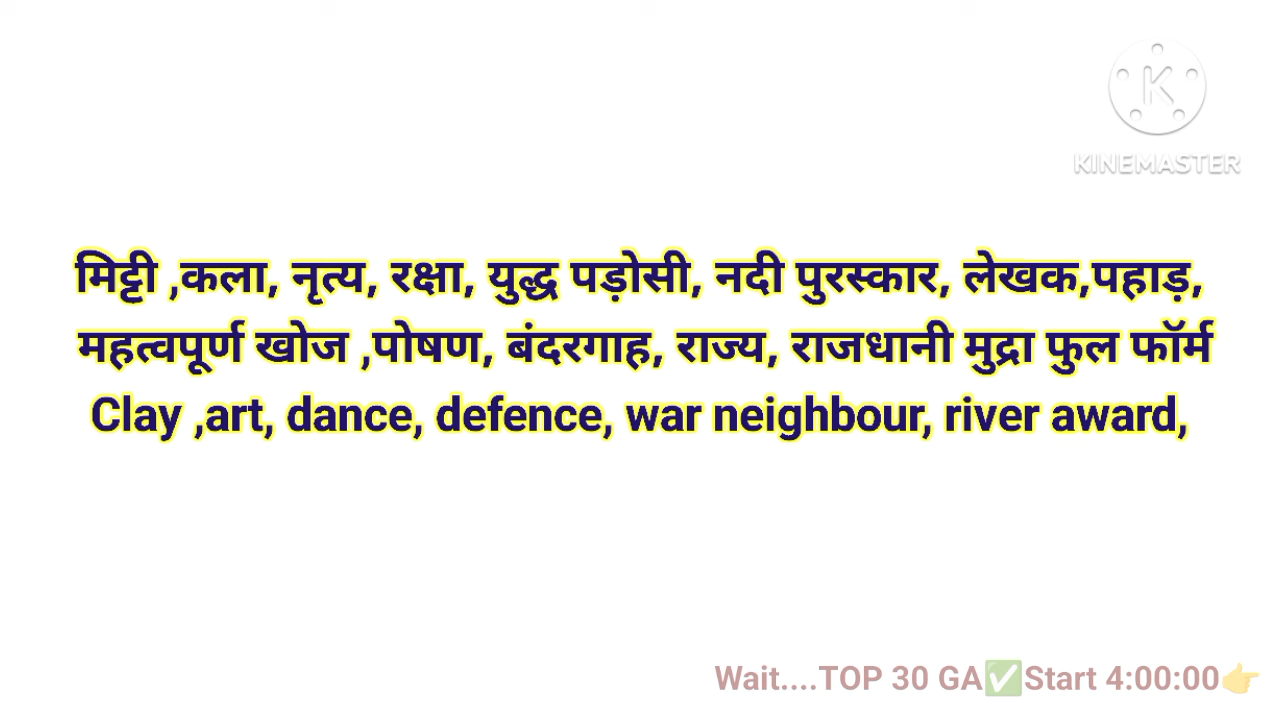 K
KINEMASTER
मिट्टी ,कला, नृत्य, रक्षा, युद्ध पड़ोसी, नदी पुरस्कार, लेखक,पहाड़,
महत्वपूर्ण खोज ,पोषण, बंदरगाह, राज्य, राजधानी मुद्रा फुल फॉर्म
Clay ,art, dance, defence, war neighbour, river award,
Wait....TOP 30 GA✅Start 4:00:00👉